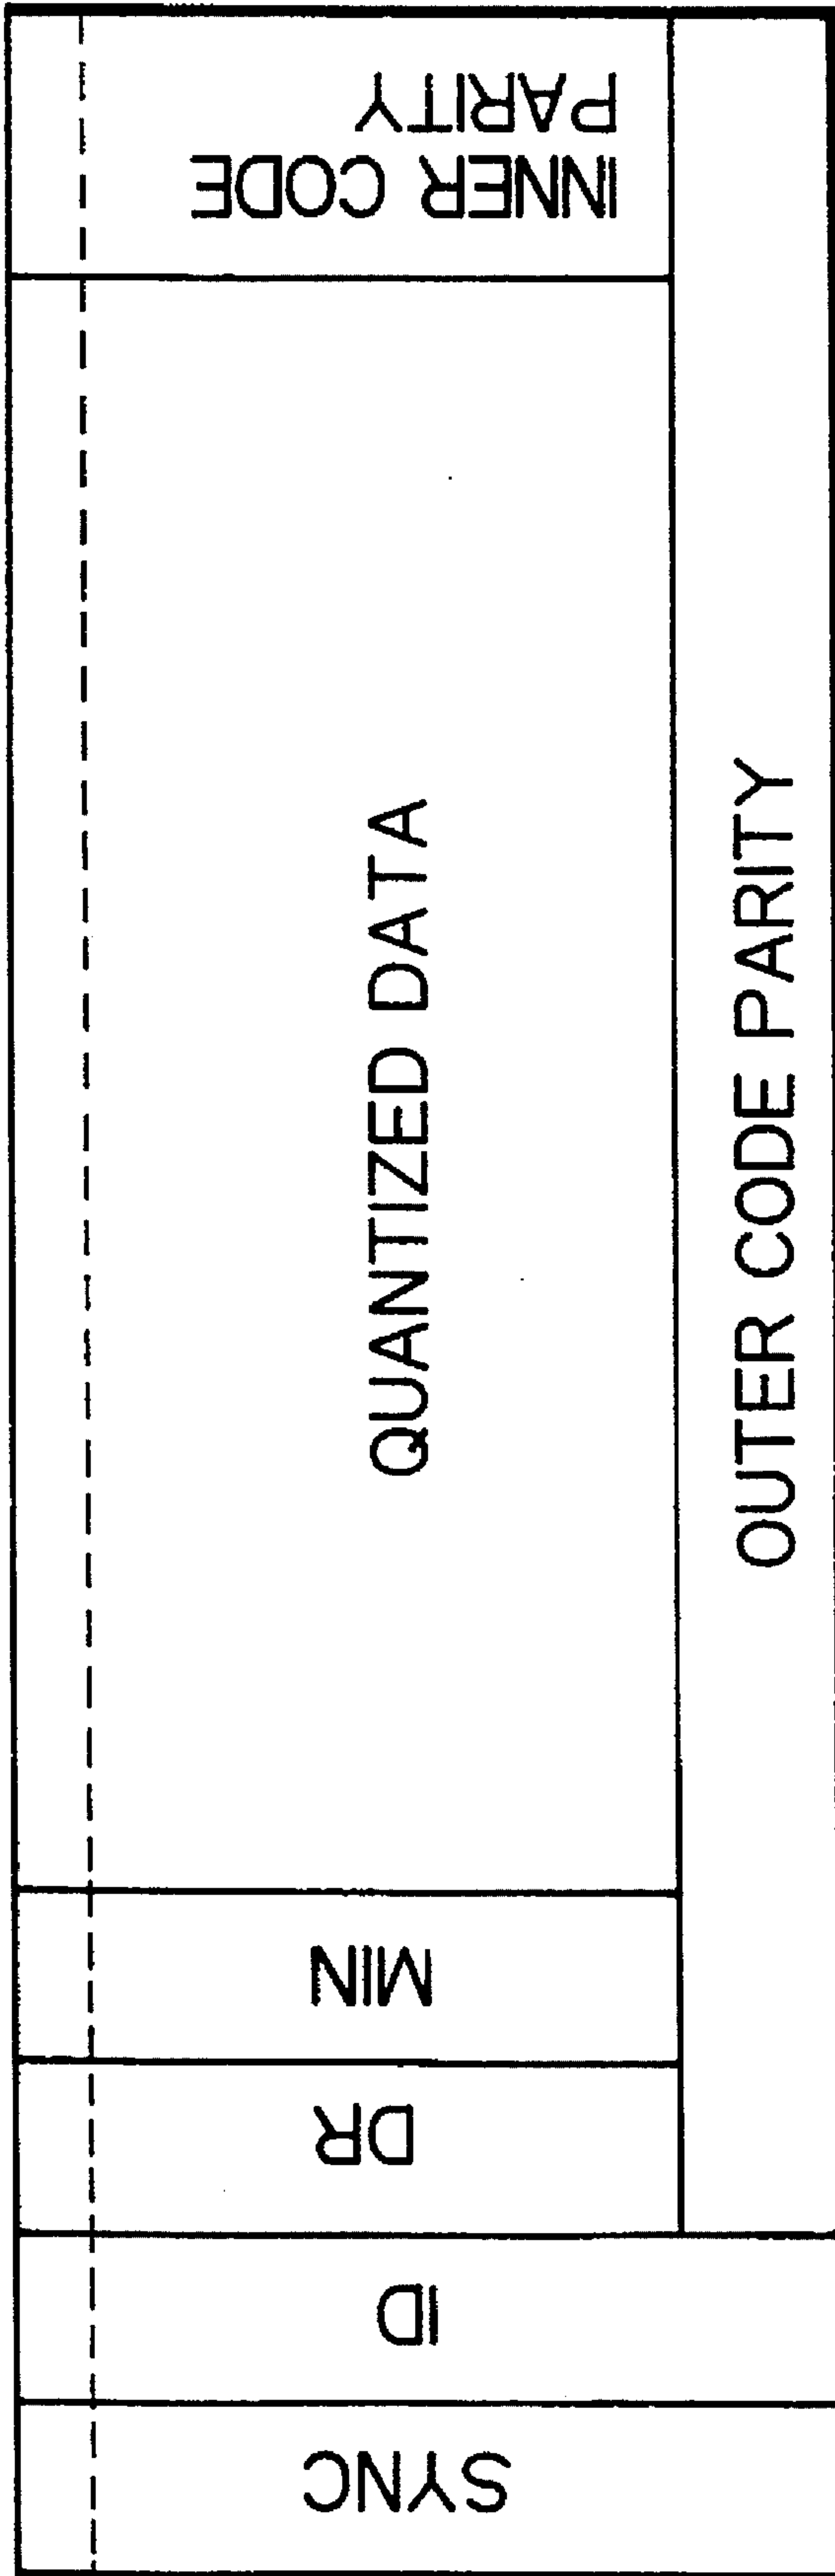 SYNC
ID
DR
MIN
QUANTIZED DATA
INNER CODE
PARITY
OUTER CODE PARITY